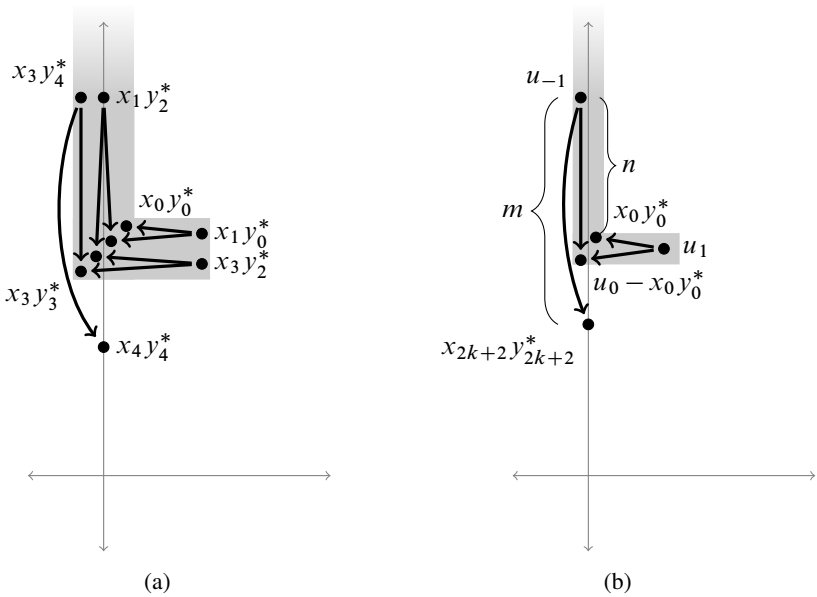 x_3 y_4^*
x_1 y_2^*
x_0 y_0^*
x_1 y_0^*
x_3 y_2^*
x_3 y_3^*
x_4 y_4^*
(a)
u_{-1}
n
m
x_0 y_0^*
u_1
u_0 − x_0 y_0^*
x_{2k+2} y_{2k+2}^*
(b)